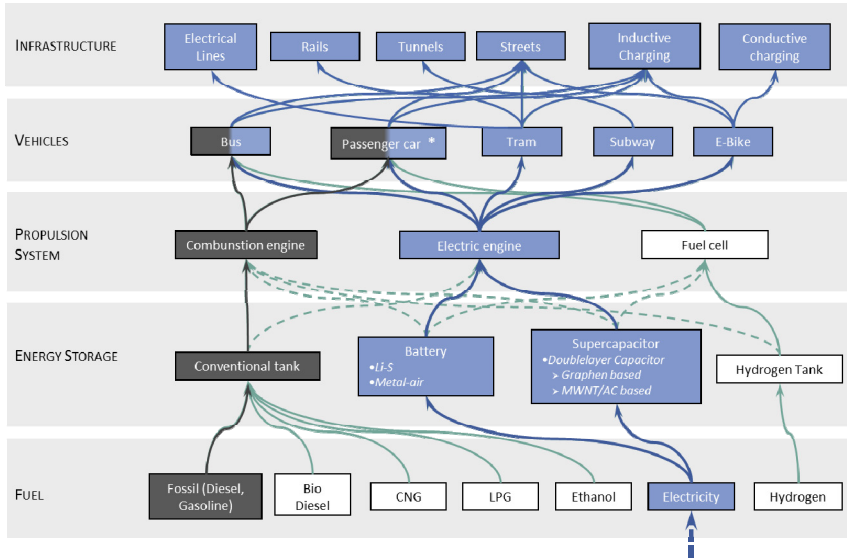 INFRASTRUCTURE
Electrical
Lines
Rails
Tunnels
Streets
Inductive
Charging
Conductive
charging
VEHICLES
Bus
Passenger car *
Tram
Subway
E-Bike
PROPULSION
SYSTEM
Combunstion engine
Electric engine
Fuel cell
ENERGY STORAGE
Conventional tank
Battery
•Li-S
•Metal-air
Supercapacitor
•Doublelayer Capacitor
➢ Graphen based
➢ MWNT/AC based
Hydrogen Tank
FUEL
Fossil (Diesel,
Gasoline)
Bio
Diesel
CNG
LPG
Ethanol
Electricity
Hydrogen